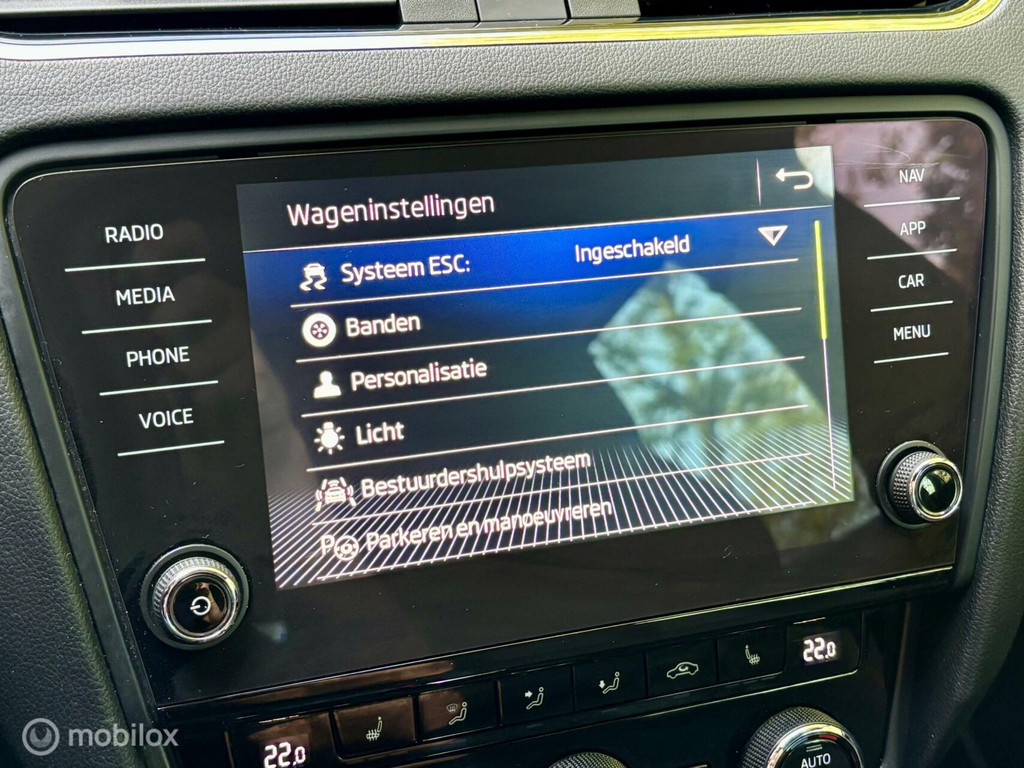 RADIO
MEDIA
PHONE
VOICE
Wageninstellingen
Systeem ESC: Ingeschakeld
Banden
Personalisatie
Licht
Bestuurdershulpsysteem
P Parkeren en manoeuvreren
NAV
APP
CAR
MENU
22.0
22.0
AUTO
mobilox